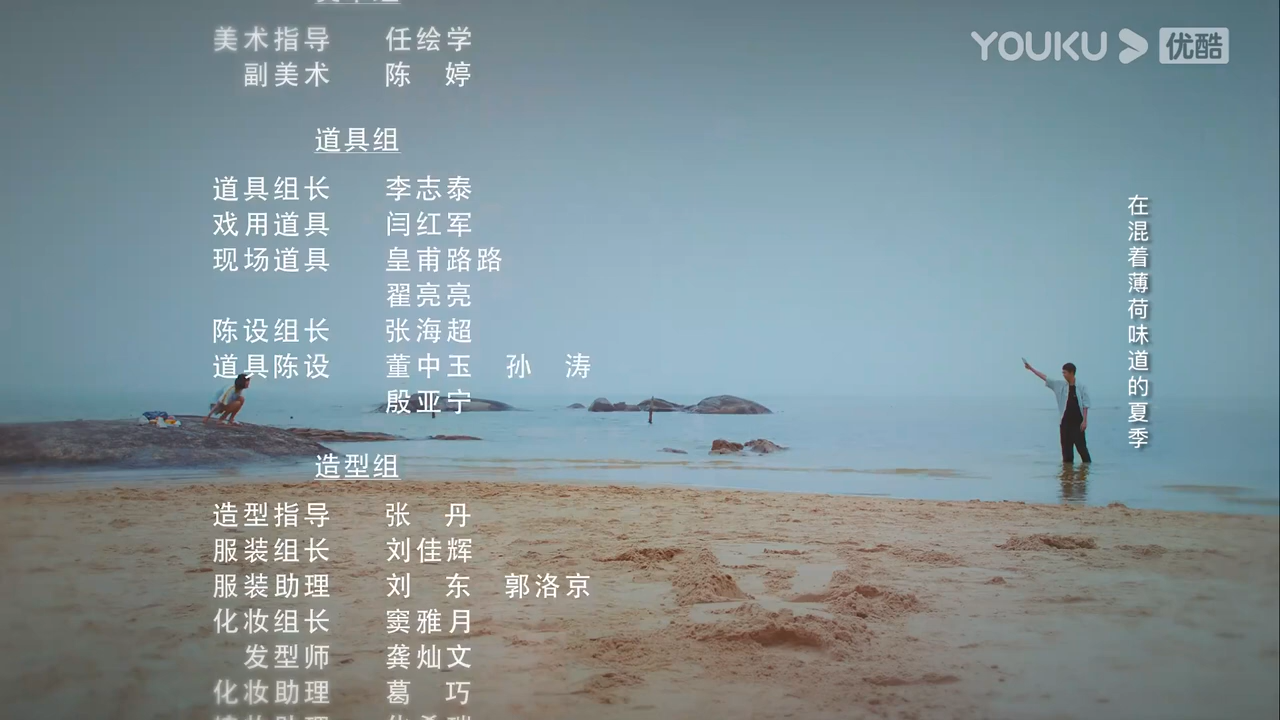 美术指导 任绘学
副美术 陈 婷
道具组
道具组长 李志泰
戏用道具 闫红军
现场道具 皇甫路路
翟亮亮
陈设组长 张海超
道具陈设 董中玉 孙 涛
殷亚宁
造型组
造型指导 张 丹
服装组长 刘佳辉
服装助理 刘 东 郭洛京
化妆组长 窦雅月
发型师 龚灿文
化妆助理 葛 巧
YOUKU 优酷
在混着薄荷味道的夏季